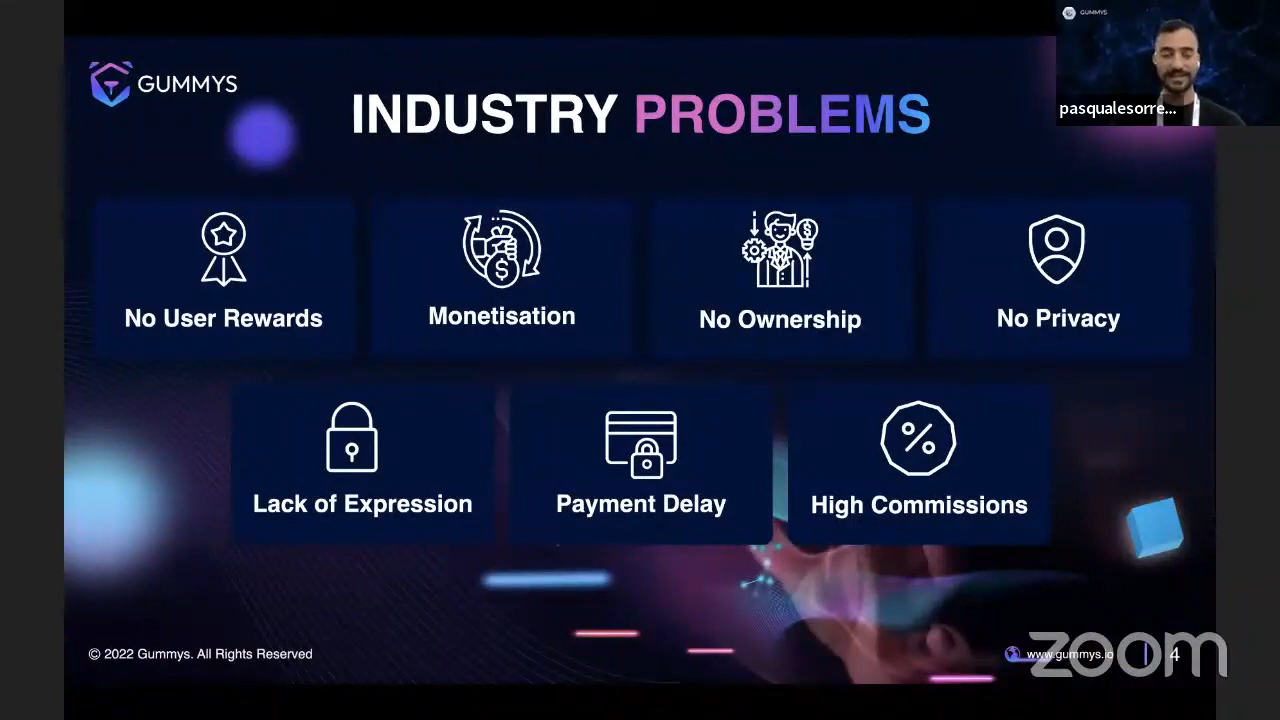 GUMMYS
GUMMYS
INDUSTRY PROBLEMS
pasqualesorre...
No User Rewards
Monetisation
No Ownership
No Privacy
Lack of Expression
Payment Delay
High Commissions
© 2022 Gummys. All Rights Reserved
www.gummys.io
4
zoom